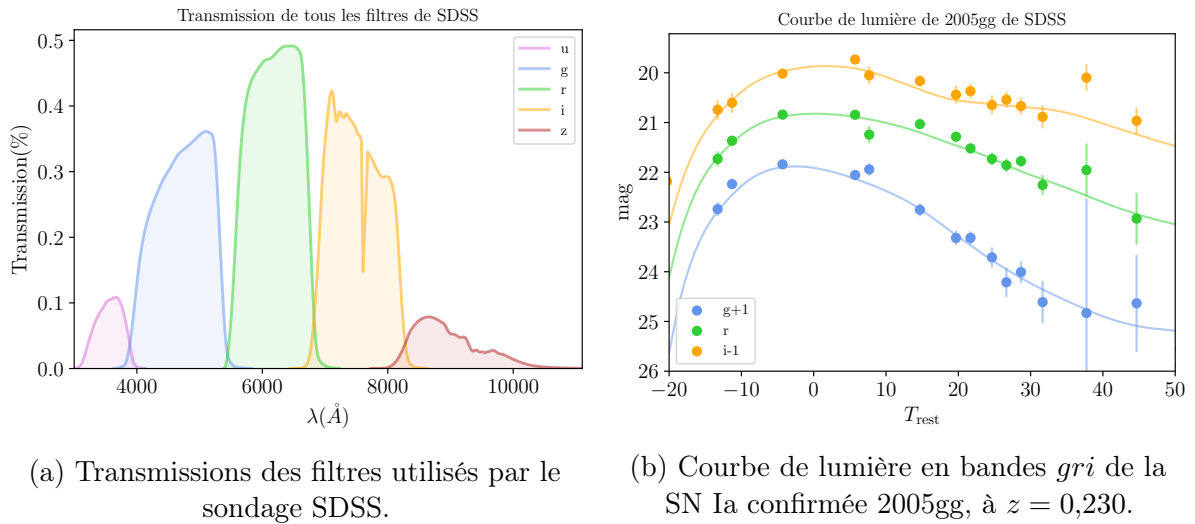 Transmission de tous les filtres de SDSS
Transmission(%)
0.5
0.4
0.3
0.2
0.1
0.0
u
g
r
i
z
4000 6000 8000 10000
λ(Å)
(a) Transmissions des filtres utilisés par le
sondage SDSS.
Courbe de lumière de 2005gg de SDSS
mag
20
21
22
23
24
25
26
g+1
r
i-1
−20 −10 0 10 20 30 40 50
T_rest
(b) Courbe de lumière en bandes gri de la
SN Ia confirmée 2005gg, à z = 0,230.